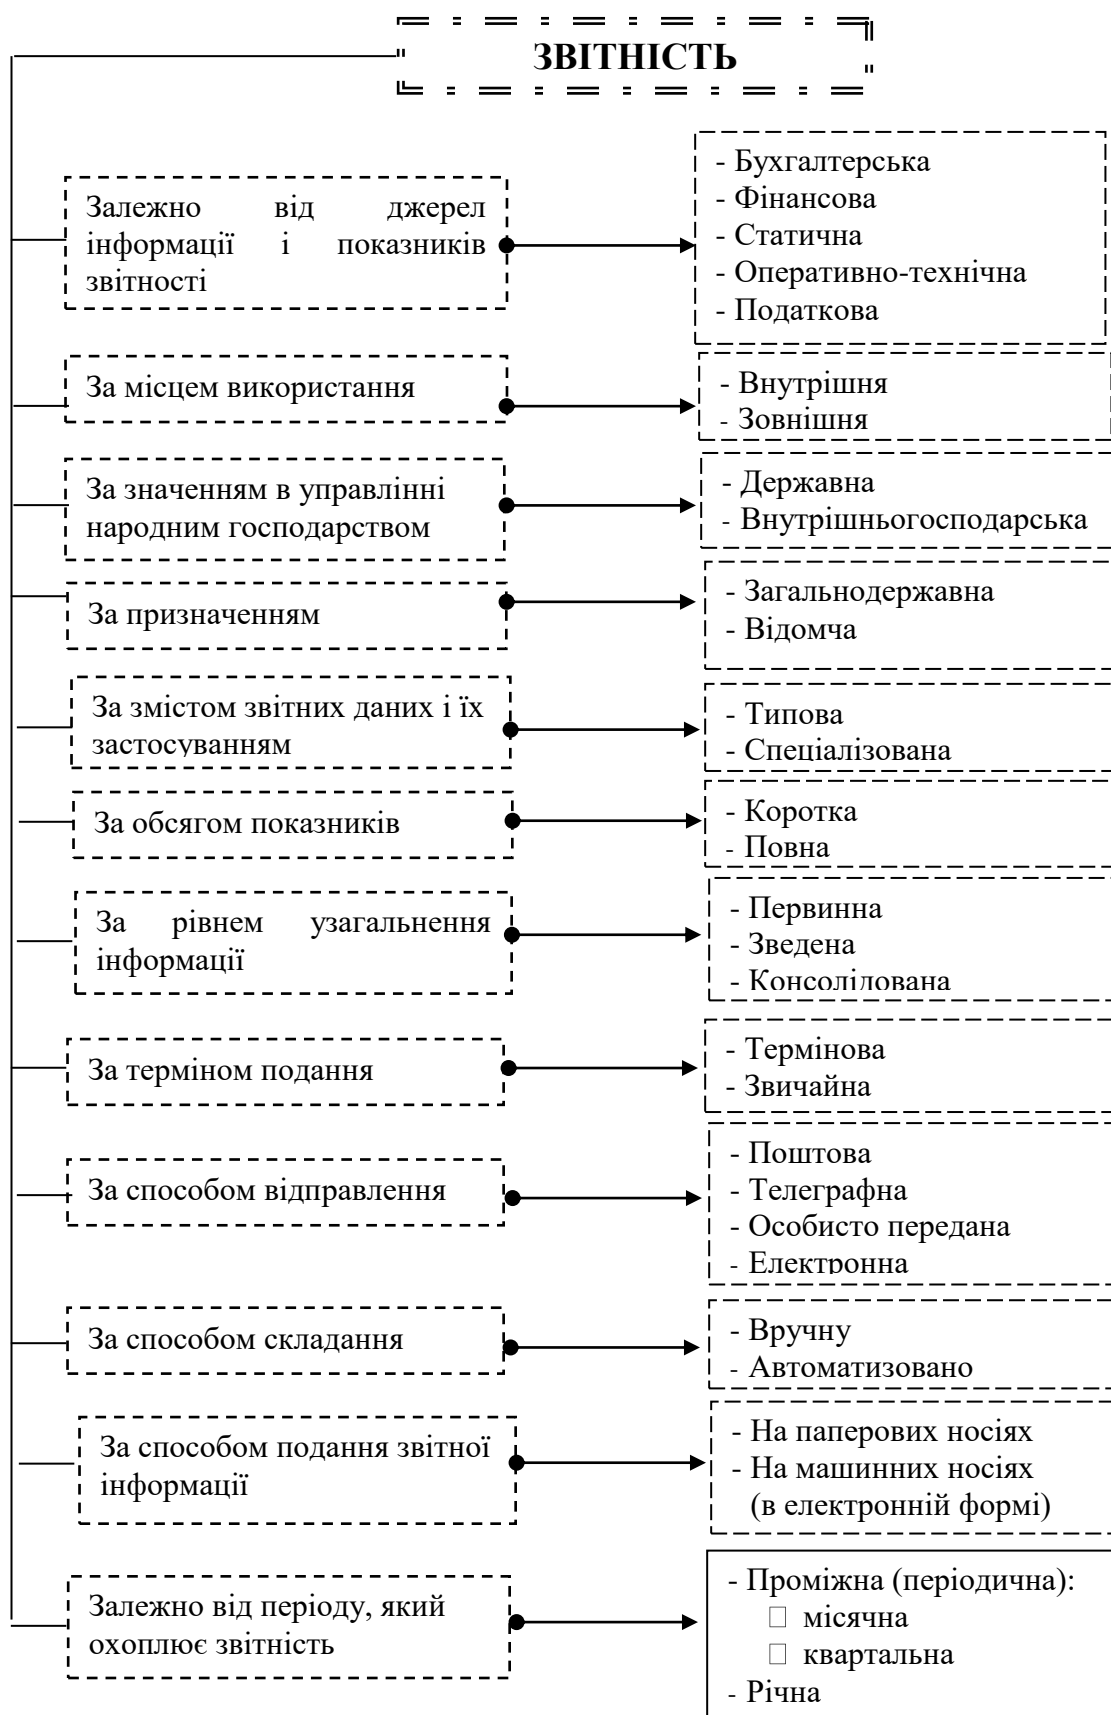 ЗВІТНІСТЬ
Залежно від джерел
інформації і показників
звітності
- Бухгалтерська
- Фінансова
- Статична
- Оперативно-технічна
- Податкова
За місцем використання
- Внутрішня
- Зовнішня
За значенням в управлінні
народним господарством
- Державна
- Внутрішньогосподарська
За призначенням
- Загальнодержавна
- Відомча
За змістом звітних даних і їх
застосуванням
- Типова
- Спеціалізована
За обсягом показників
- Коротка
- Повна
За рівнем узагальнення
інформації
- Первинна
- Зведена
- Консолідована
За терміном подання
- Термінова
- Звичайна
За способом відправлення
- Поштова
- Телеграфна
- Особисто передана
- Електронна
За способом складання
- Вручну
- Автоматизовано
За способом подання звітної
інформації
- На паперових носіях
- На машинних носіях
(в електронній формі)
Залежно від періоду, який
охоплює звітність
- Проміжна (періодична):
□ місячна
□ квартальна
- Річна